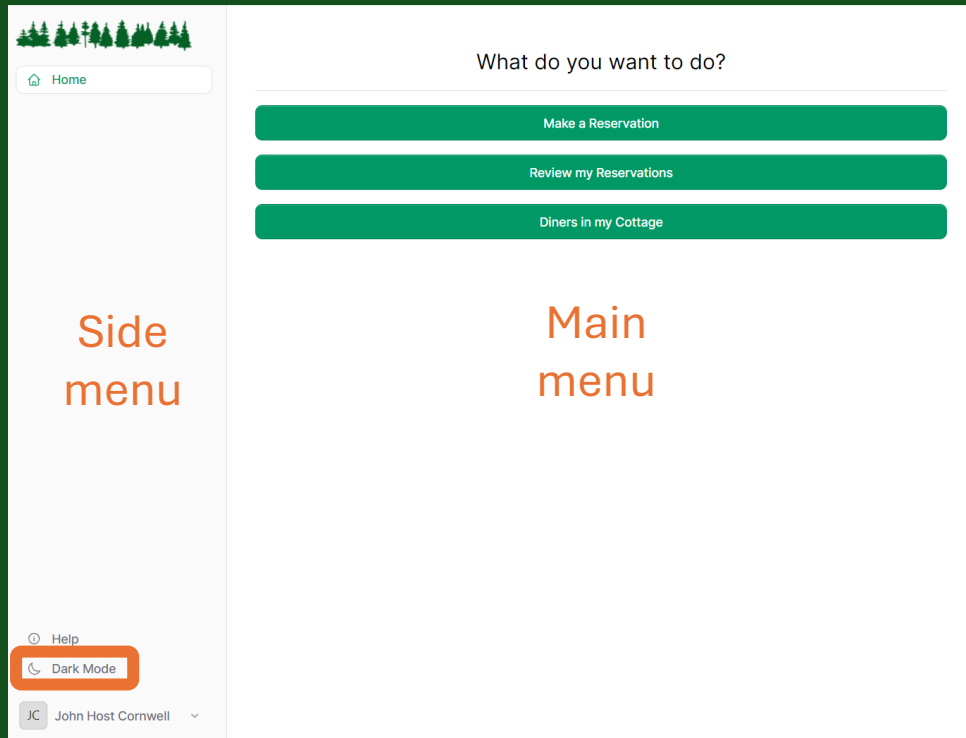 Home
What do you want to do?
Make a Reservation
Review my Reservations
Diners in my Cottage
Side
menu
Main
menu
Help
Dark Mode
JC John Host Cornwell